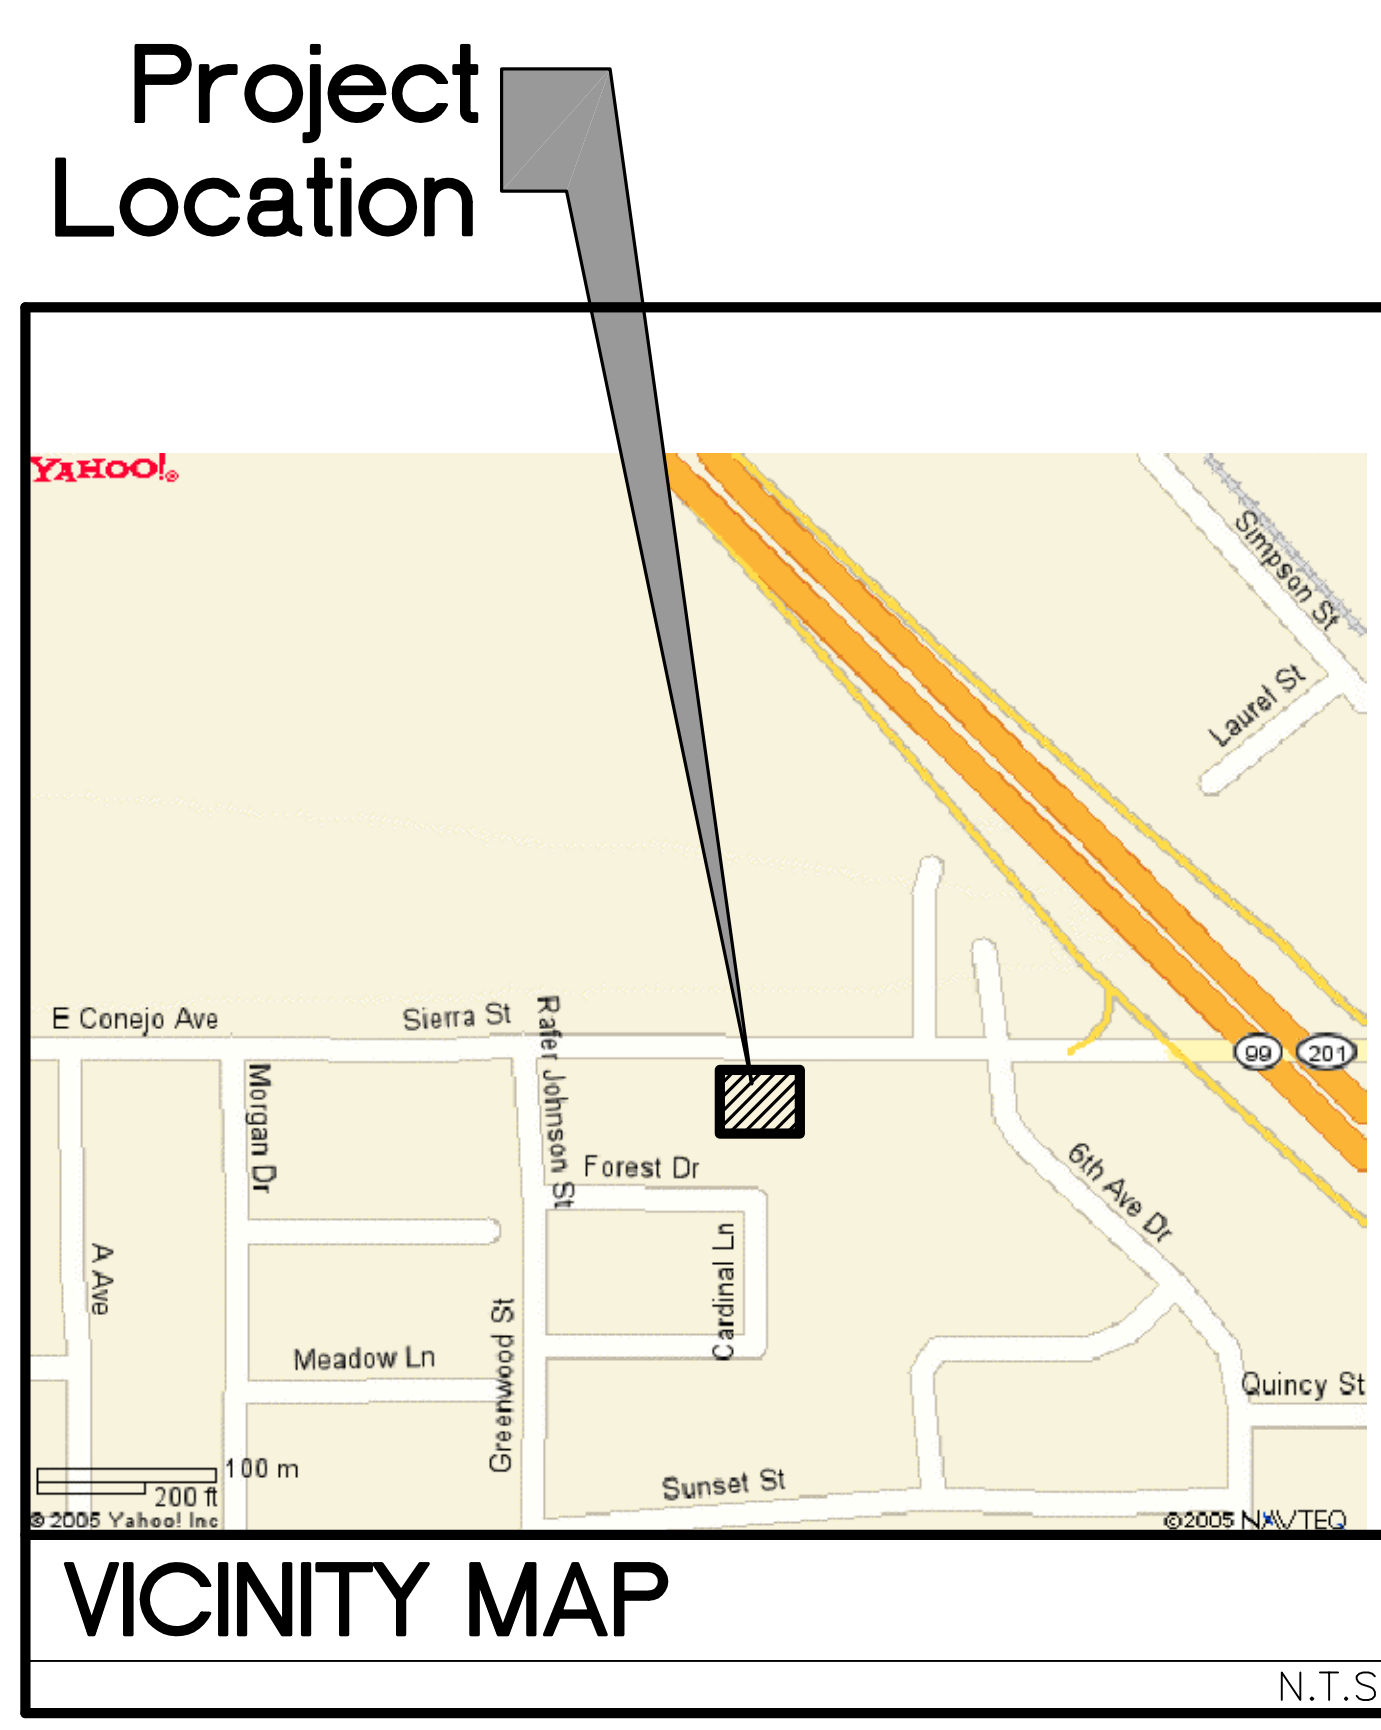 Project
Location
YAHOO!®
Simpson St
Laurel St
E Conejo Ave
Sierra St
Rafer Johnson St
99
201
Morgan Dr
Forest Dr
6th Ave Dr
A Ave
Cardinal Ln
Greenwood St
Meadow Ln
Quincy St
100 m
200 ft
Sunset St
© 2005 Yahoo! Inc
©2005 NAVTEQ
VICINITY MAP
N.T.S